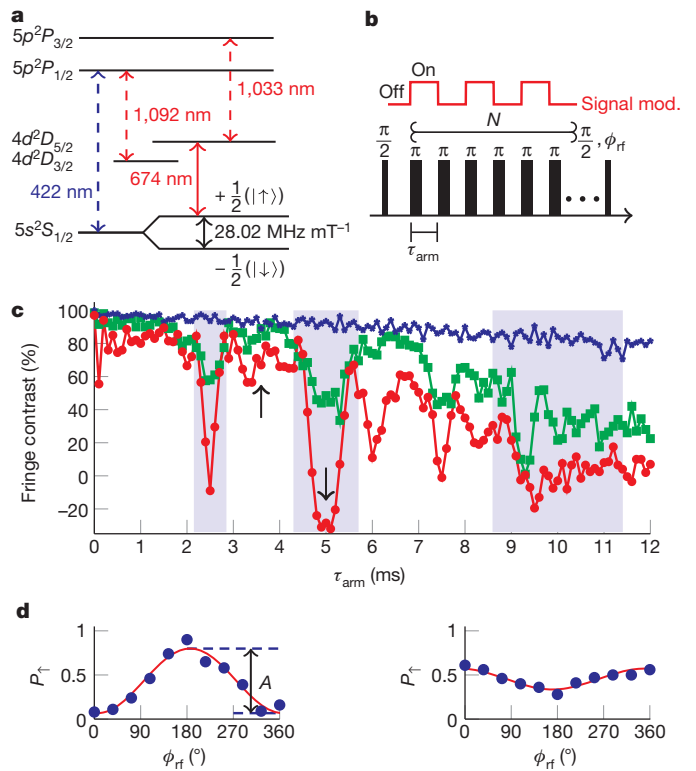 a
5p²P₃/₂
5p²P₁/₂
1,033 nm
1,092 nm
4d²D₅/₂
4d²D₃/₂
674 nm
422 nm
+ 1/2 (|↑⟩)
5s²S₁/₂
28.02 MHz mT⁻¹
− 1/2 (|↓⟩)
b
On
Off
Signal mod.
N
π/2
π π π π π π
π/2 , ϕrf
τarm
c
Fringe contrast (%)
100
80
60
40
20
0
−20
0 1 2 3 4 5 6 7 8 9 10 11 12
τarm (ms)
d
P↑
1
0.5
0
A
0 90 180 270 360
ϕrf (°)
P↑
1
0.5
0
0 90 180 270 360
ϕrf (°)